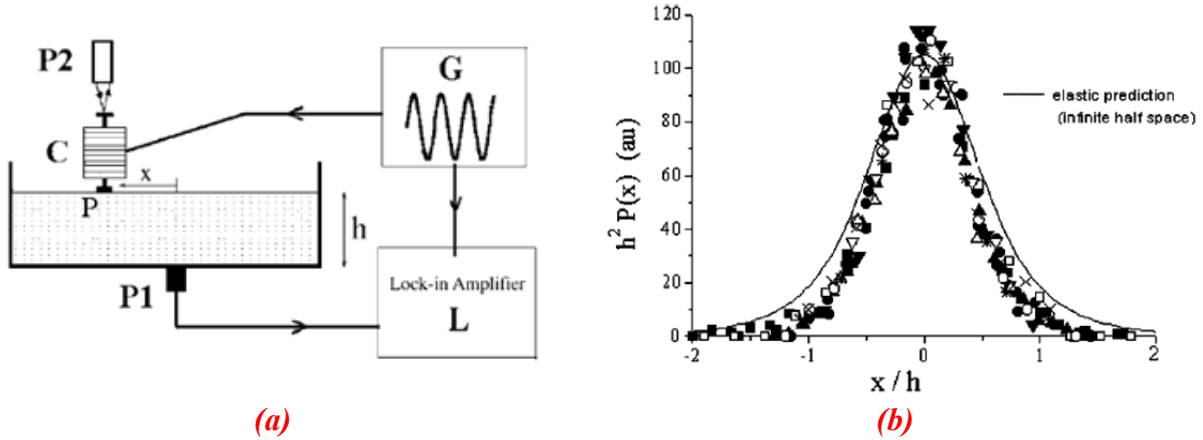 P2
G
C
x
P
h
P1
Lock-in Amplifier
L
(a)
h² P(x) (au)
120
100
80
60
40
20
0
-2
-1
0
1
2
x / h
elastic prediction
(infinite half space)
(b)